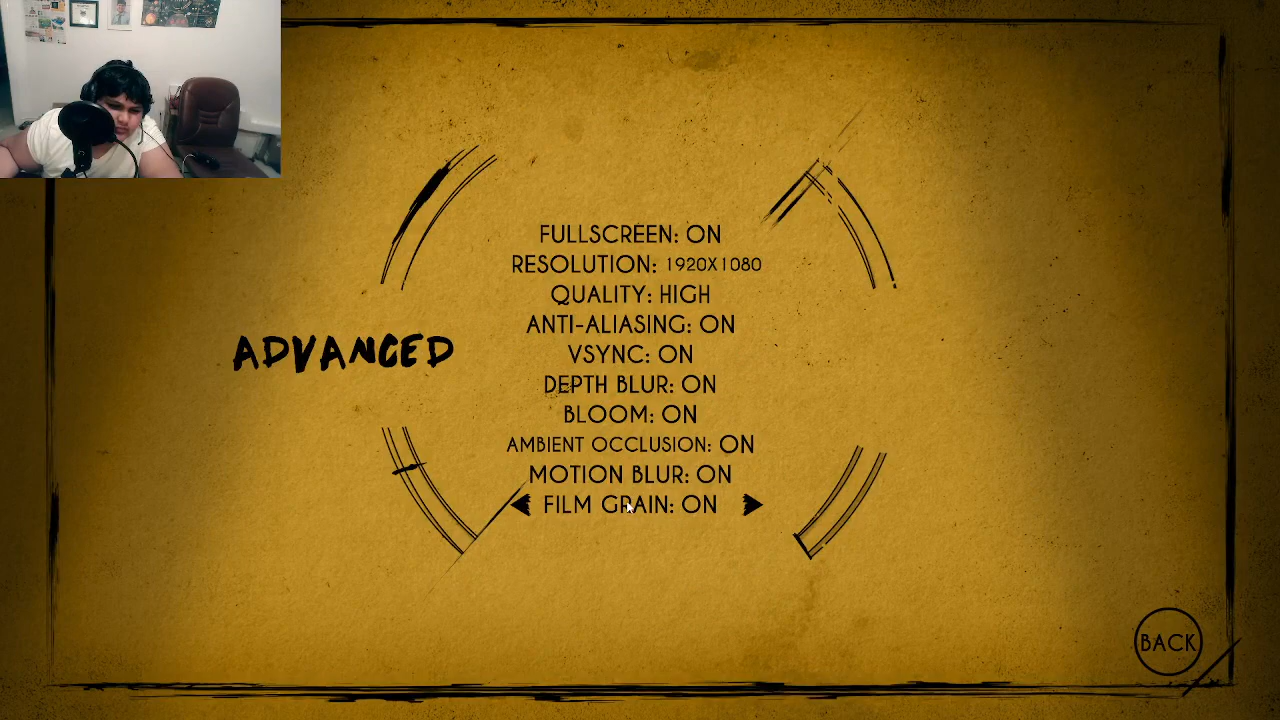 FULLSCREEN: ON
RESOLUTION: 1920X1080
QUALITY: HIGH
ANTI-ALIASING: ON
VSYNC: ON
ADVANCED
DEPTH BLUR: ON
BLOOM: ON
AMBIENT OCCLUSION: ON
MOTION BLUR: ON
FILM GRAIN: ON
BACK